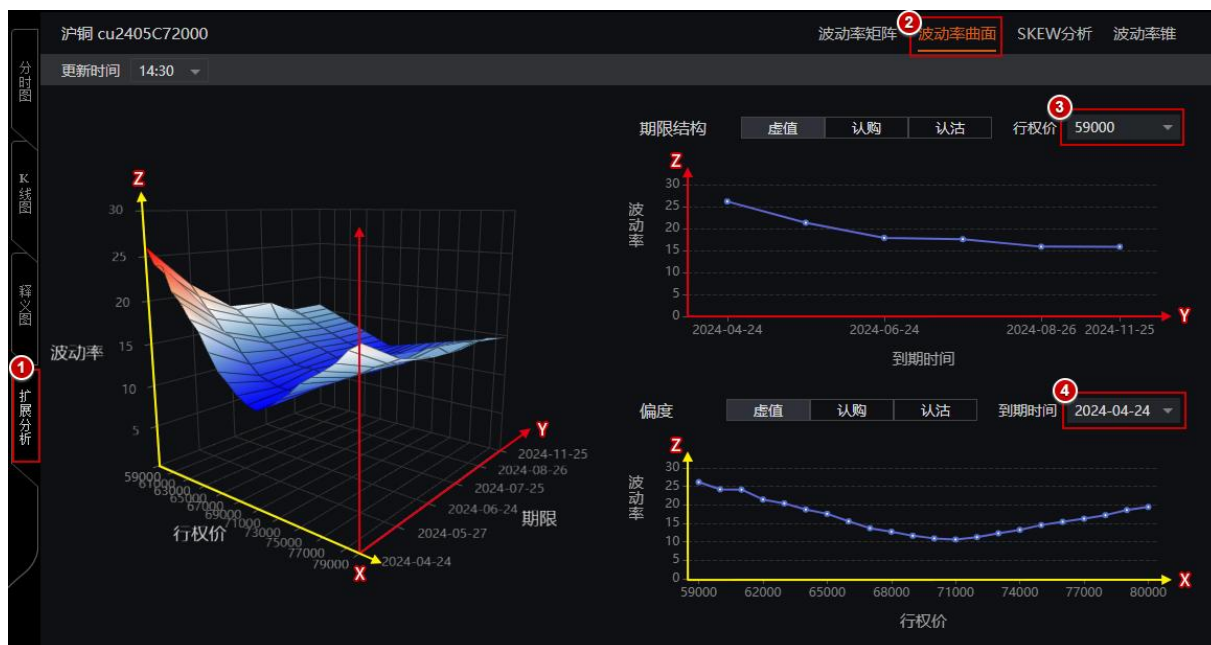 沪铜 cu2405C72000
波动率矩阵
2
波动率曲面
SKEW分析
波动率锥
更新时间 14:30
分时图
K线图
释义图
1
扩展分析
Z
30
25
20
15
10
5
波动率
59000
61000
63000
65000
67000
69000
71000
73000
75000
77000
79000
行权价
X
Y
2024-11-25
2024-08-26
2024-07-25
2024-06-24
2024-05-27
2024-04-24
期限
期限结构 虚值 认购 认沽 行权价 59000
3
Z
波动率
30
25
20
15
10
5
0
2024-04-24 2024-06-24 2024-08-26 2024-11-25
Y
到期时间
偏度 虚值 认购 认沽 到期时间 2024-04-24
4
Z
波动率
30
25
20
15
10
5
0
59000 62000 65000 68000 71000 74000 77000 80000
X
行权价